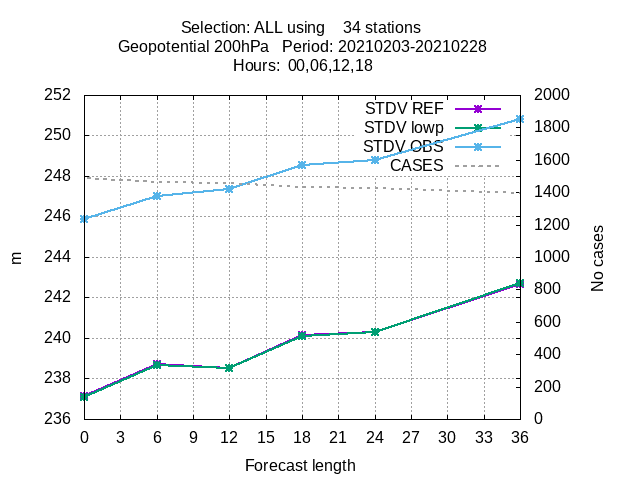 Selection: ALL using    34 stations
Geopotential 200hPa   Period: 20210203-20210228
Hours:  00,06,12,18
252
250
248
246
244
242
240
238
236
m
2000
1800
1600
1400
1200
1000
800
600
400
200
0
No cases
STDV REF
STDV lowp
STDV OBS
CASES
0 3 6 9 12 15 18 21 24 27 30 33 36
Forecast length